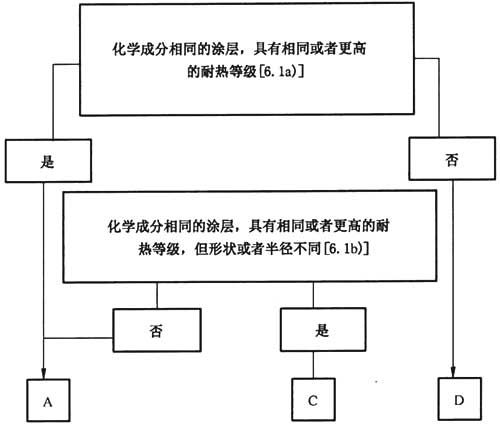 化学成分相同的涂层，具有相同或者更高
的耐热等级[6.1a)]
是
否
化学成分相同的涂层，具有相同或者更高的耐
热等级，但形状或者半径不同[6.1b)]
否
是
A
C
D